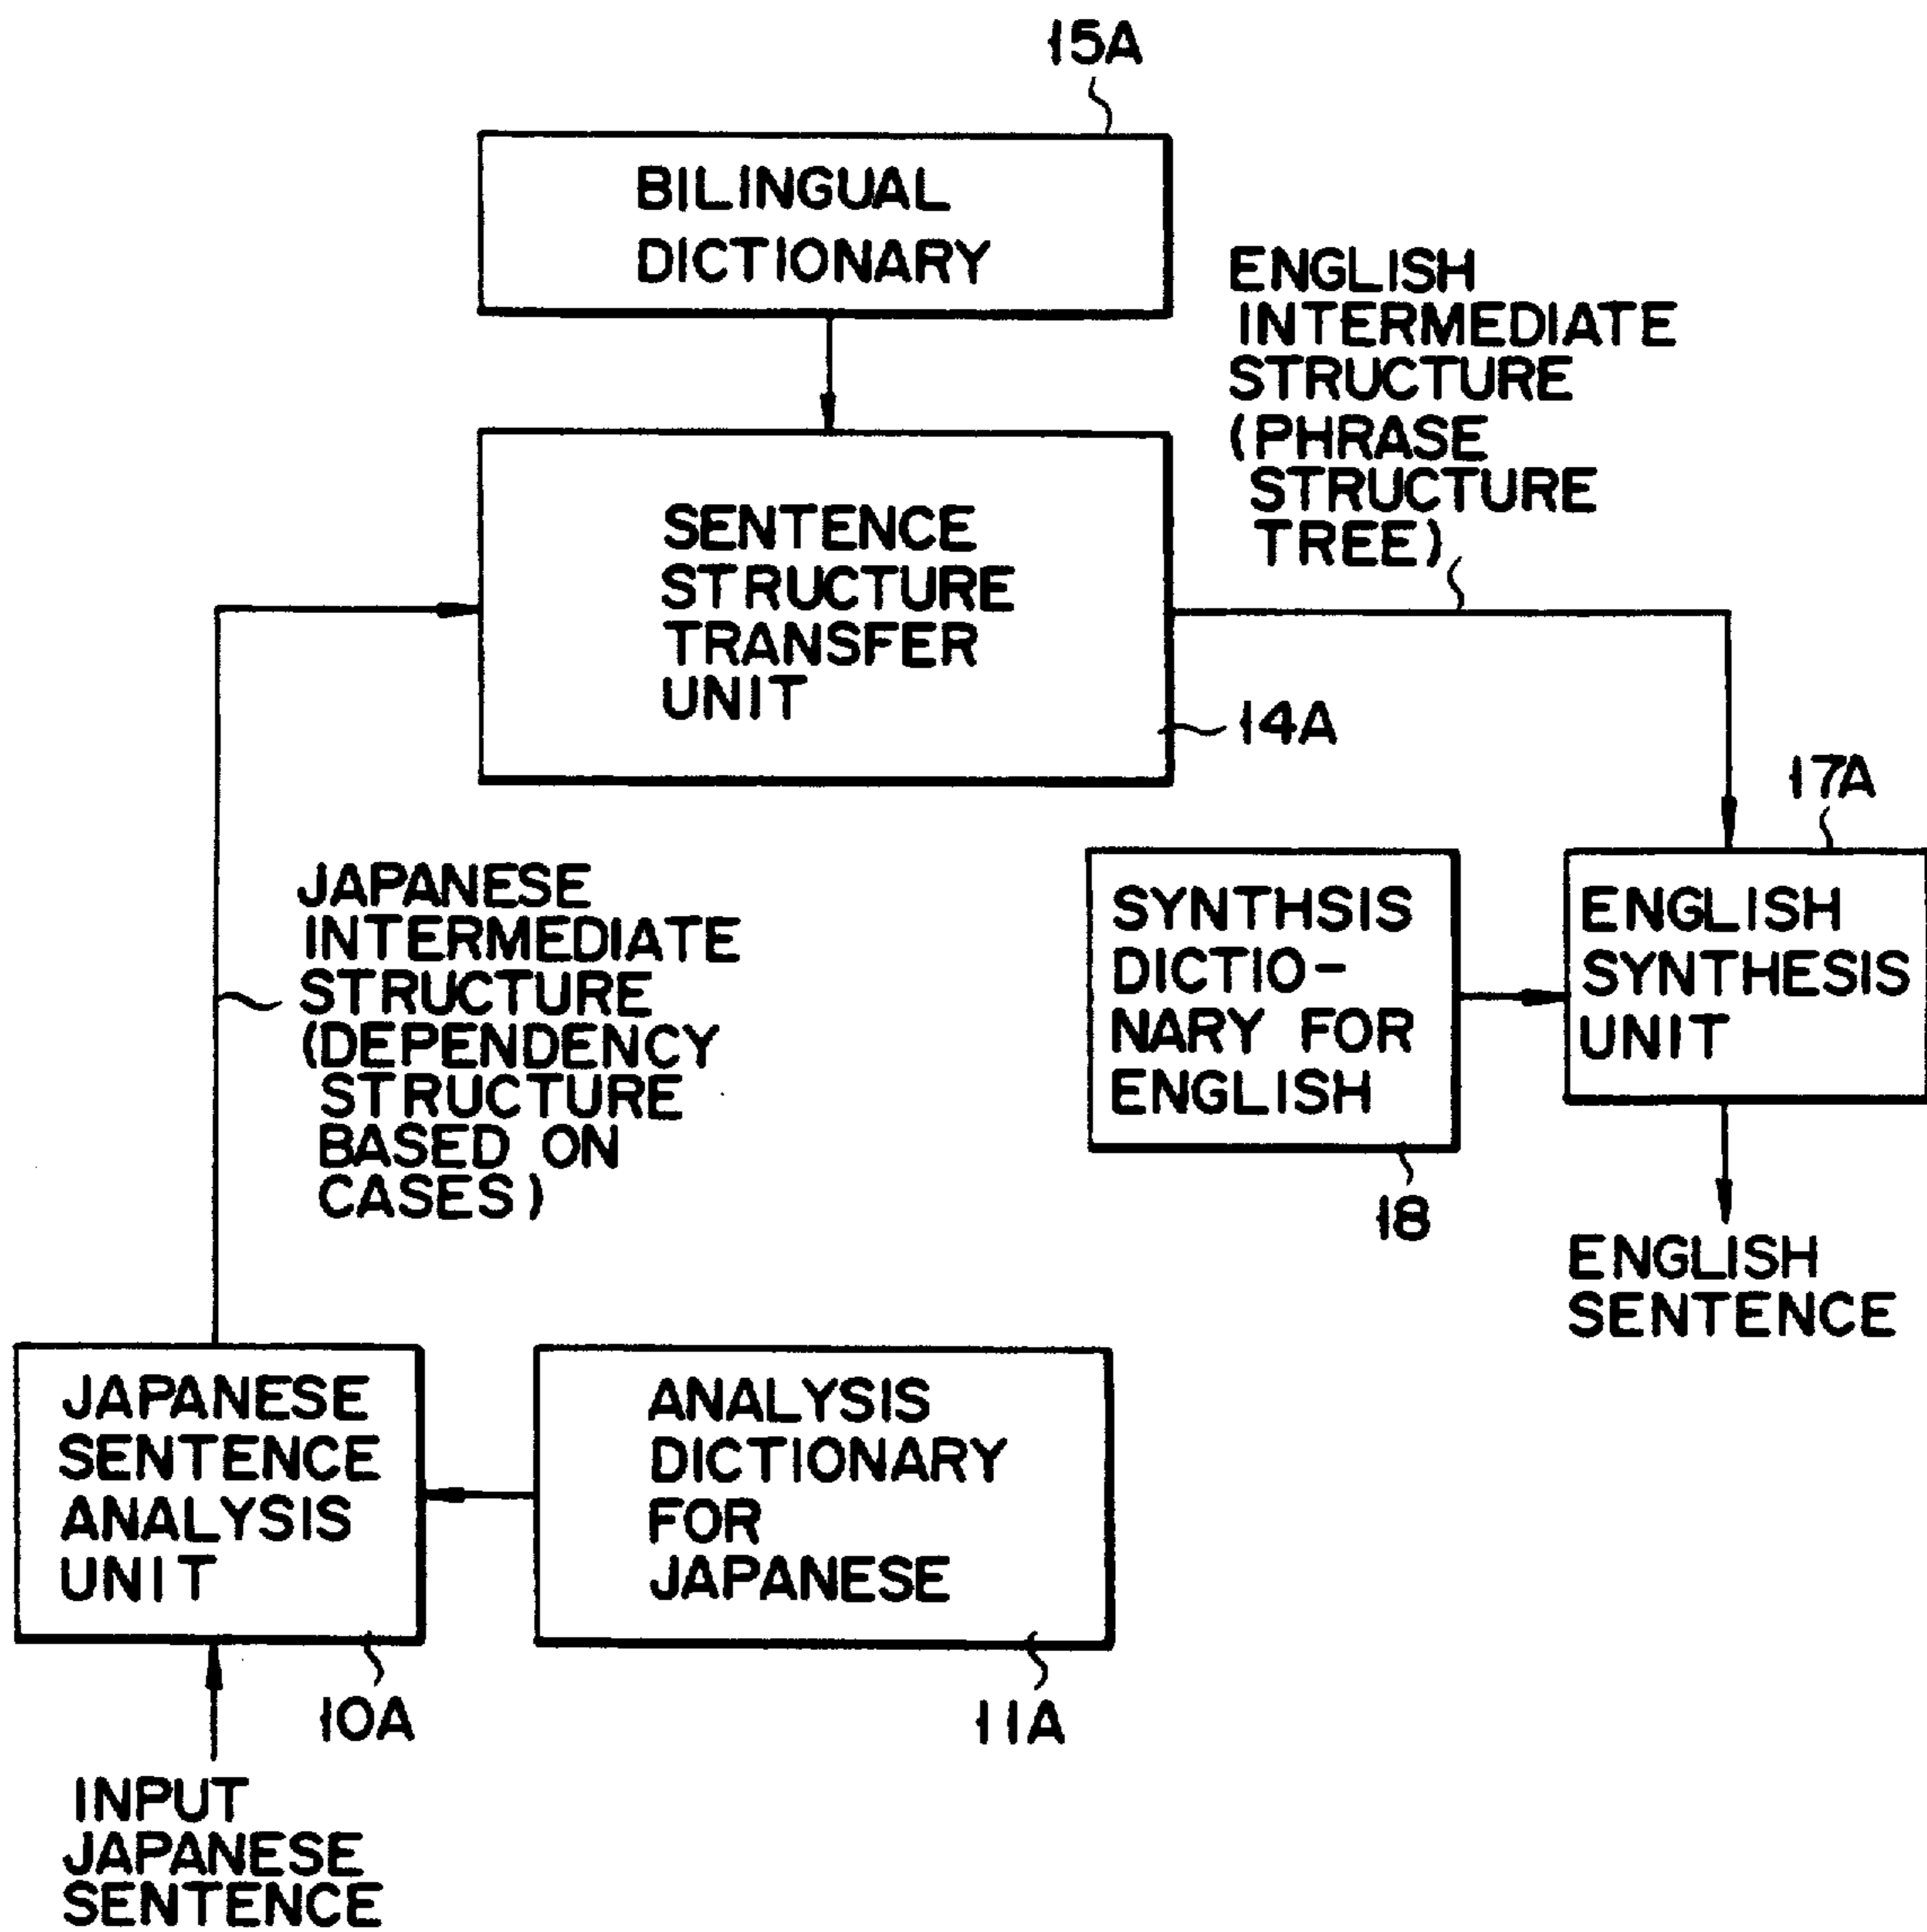 15A
BILINGUAL
DICTIONARY
ENGLISH
INTERMEDIATE
STRUCTURE
(PHRASE
STRUCTURE
TREE)
SENTENCE
STRUCTURE
TRANSFER
UNIT
14A
17A
JAPANESE
INTERMEDIATE
STRUCTURE
(DEPENDENCY
STRUCTURE
BASED ON
CASES)
SYNTHSIS
DICTIO-
NARY FOR
ENGLISH
18
ENGLISH
SYNTHESIS
UNIT
ENGLISH
SENTENCE
JAPANESE
SENTENCE
ANALYSIS
UNIT
10A
ANALYSIS
DICTIONARY
FOR
JAPANESE
11A
INPUT
JAPANESE
SENTENCE